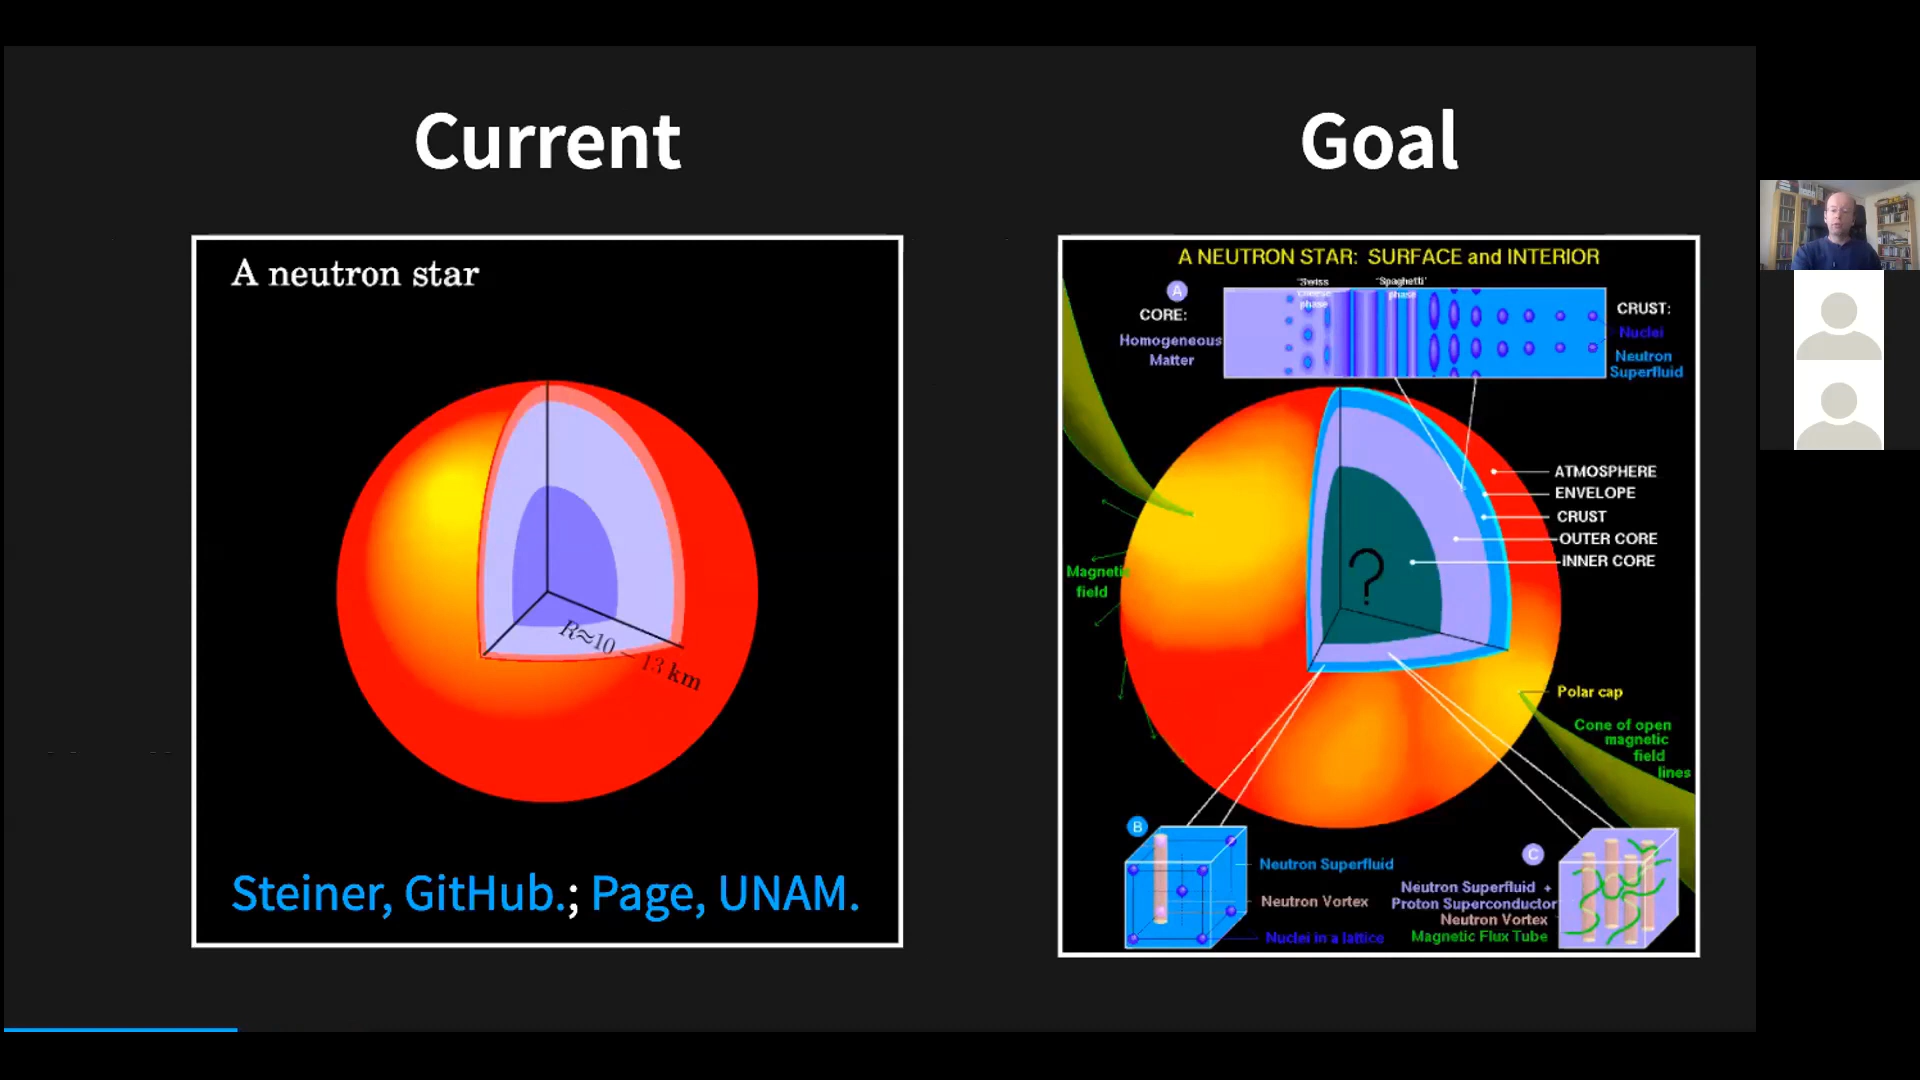 Current
Goal
A neutron star
R≈10 – 13 km
Steiner, GitHub.; Page, UNAM.
A NEUTRON STAR: SURFACE and INTERIOR
"Swiss
cheese
phase
"Spaghetti"
phase
A
CORE:
Homogeneous
Matter
CRUST:
Nuclei
Neutron
Superfluid
ATMOSPHERE
ENVELOPE
CRUST
OUTER CORE
INNER CORE
?
Magnetic
field
Polar cap
Cone of open
magnetic
field
lines
B
Neutron Superfluid
Neutron Vortex
Nuclei in a lattice
C
Neutron Superfluid +
Proton Superconductor
Neutron Vortex
Magnetic Flux Tube